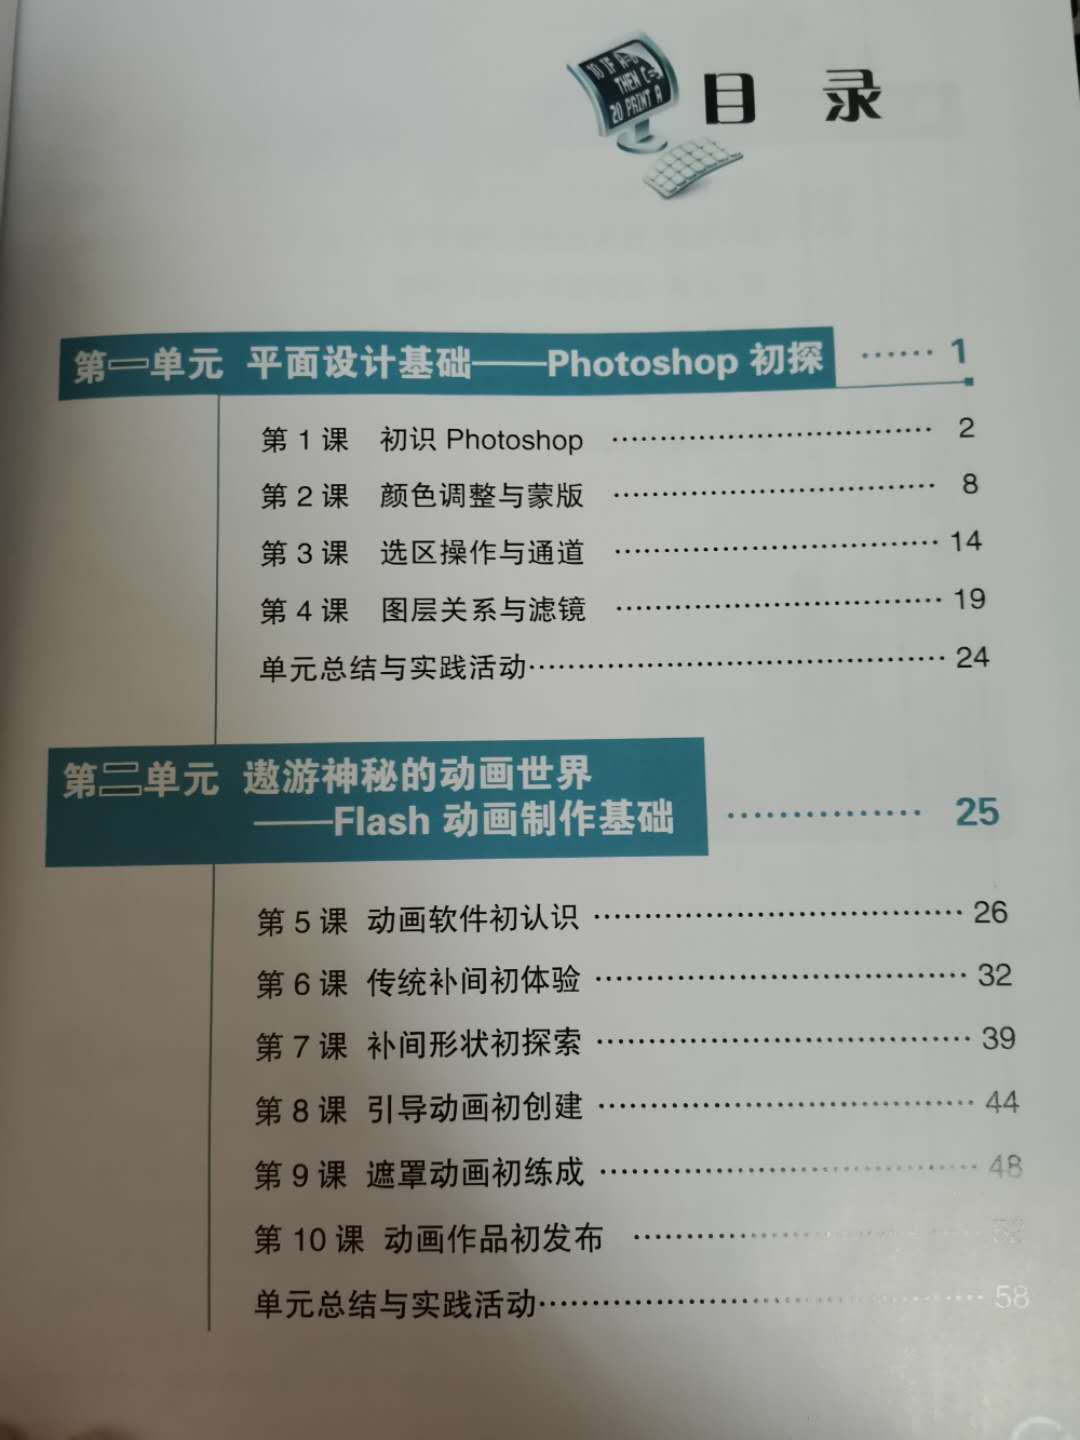 10 IF A=B
THEN C=
20 PRINT A
目 录
第一单元 平面设计基础——Photoshop 初探 …… 1
第 1 课 初识 Photoshop …………………………… 2
第 2 课 颜色调整与蒙版 …………………………… 8
第 3 课 选区操作与通道 …………………………… 14
第 4 课 图层关系与滤镜 …………………………… 19
单元总结与实践活动…………………………………… 24
第二单元 遨游神秘的动画世界
——Flash 动画制作基础 …………… 25
第 5 课 动画软件初认识 ……………………………… 26
第 6 课 传统补间初体验 ……………………………… 32
第 7 课 补间形状初探索 ……………………………… 39
第 8 课 引导动画初创建 ……………………………… 44
第 9 课 遮罩动画初练成 ……………………………… 48
第 10 课 动画作品初发布 ……………………………
单元总结与实践活动…………………………………… 58